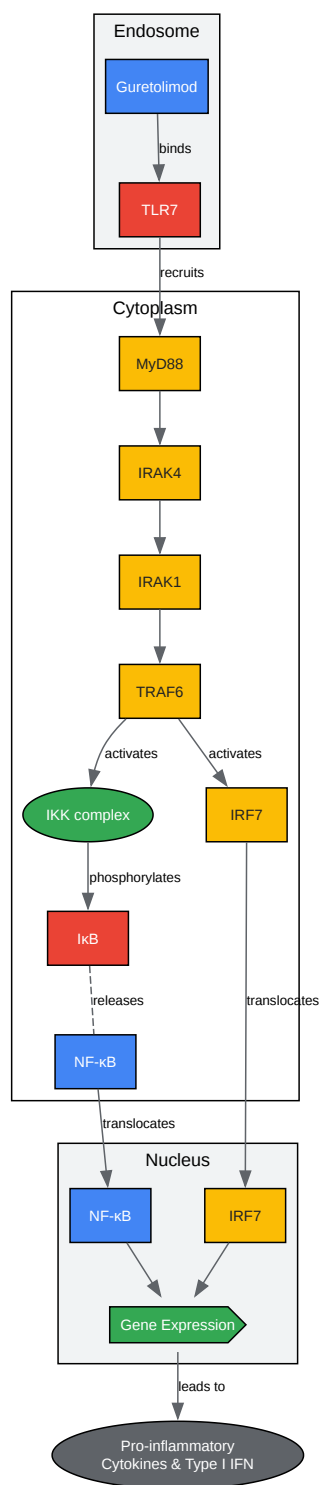 Endosome
Guretolimod
binds
TLR7
recruits
Cytoplasm
MyD88
IRAK4
IRAK1
TRAF6
activates
activates
IKK complex
IRF7
phosphorylates
IκB
releases
translocates
NF-κB
translocates
Nucleus
NF-κB
IRF7
Gene Expression
leads to
Pro-inflammatory
Cytokines & Type I IFN